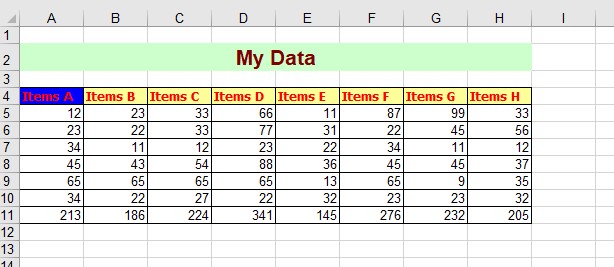 A B C D E F G H I
1
2 My Data
3
4 Items A Items B Items C Items D Items E Items F Items G Items H
5 12 23 33 66 11 87 99 33
6 23 22 33 77 31 22 45 56
7 34 11 12 23 22 34 11 12
8 45 43 54 88 36 45 45 37
9 65 65 65 65 13 65 9 35
10 34 22 27 22 32 23 23 32
11 213 186 224 341 145 276 232 205
12
13
14